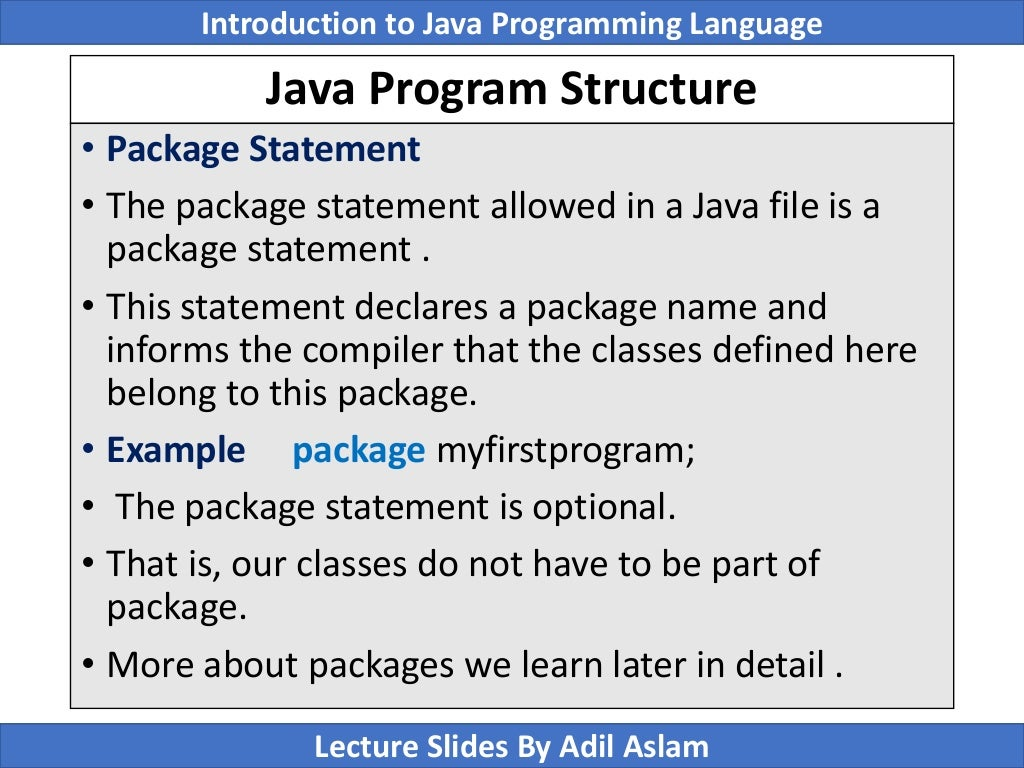 Introduction to Java Programming Language
Java Program Structure
• Package Statement
• The package statement allowed in a Java file is a
package statement .
• This statement declares a package name and
informs the compiler that the classes defined here
belong to this package.
• Example package myfirstprogram;
• The package statement is optional.
• That is, our classes do not have to be part of
package.
• More about packages we learn later in detail .
Lecture Slides By Adil Aslam